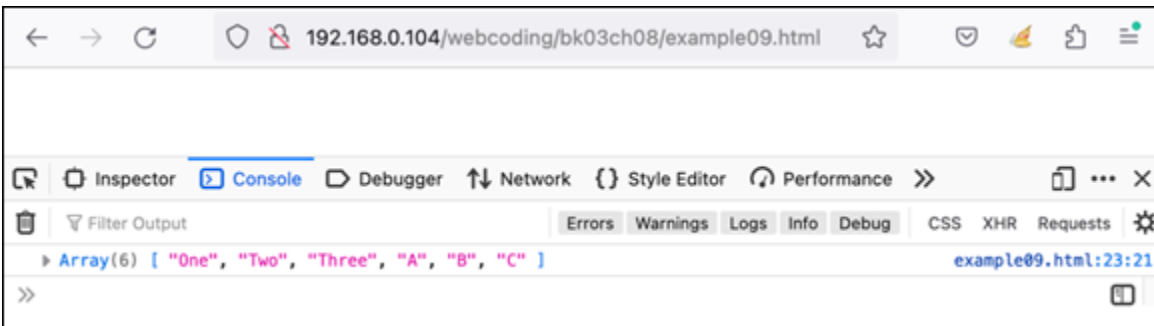 192.168.0.104/webcoding/bk03ch08/example09.html
Inspector Console Debugger Network {} Style Editor Performance
Filter Output Errors Warnings Logs Info Debug CSS XHR Requests
Array(6) [ "One", "Two", "Three", "A", "B", "C" ] example09.html:23:21